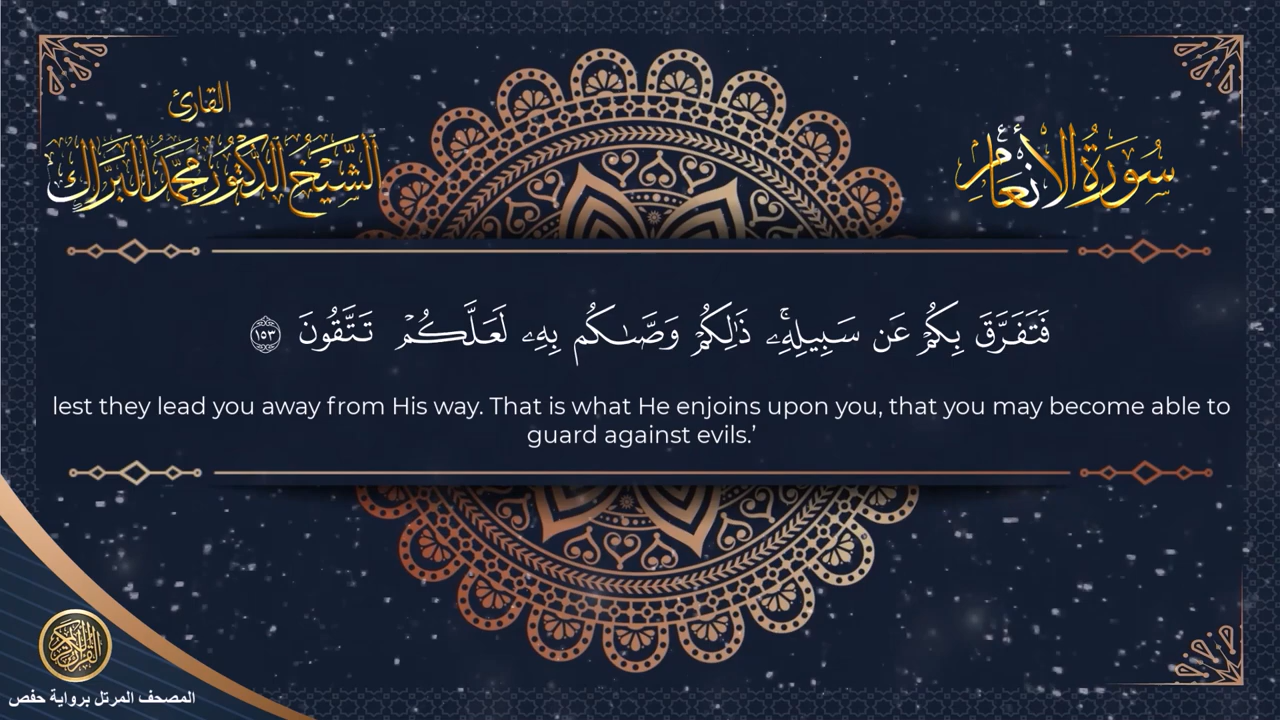 القارئ
الشيخ الدكتور محمد البراك
سورة الأنعام
فَتَفَرَّقَ بِكُمْ عَن سَبِيلِهِۦۚ ذَٰلِكُمْ وَصَّىٰكُم بِهِۦ لَعَلَّكُمْ تَتَّقُونَ ١٥٣
lest they lead you away from His way. That is what He enjoins upon you, that you may become able to
guard against evils.’
القرآن الكريم
المصحف المرتل برواية حفص